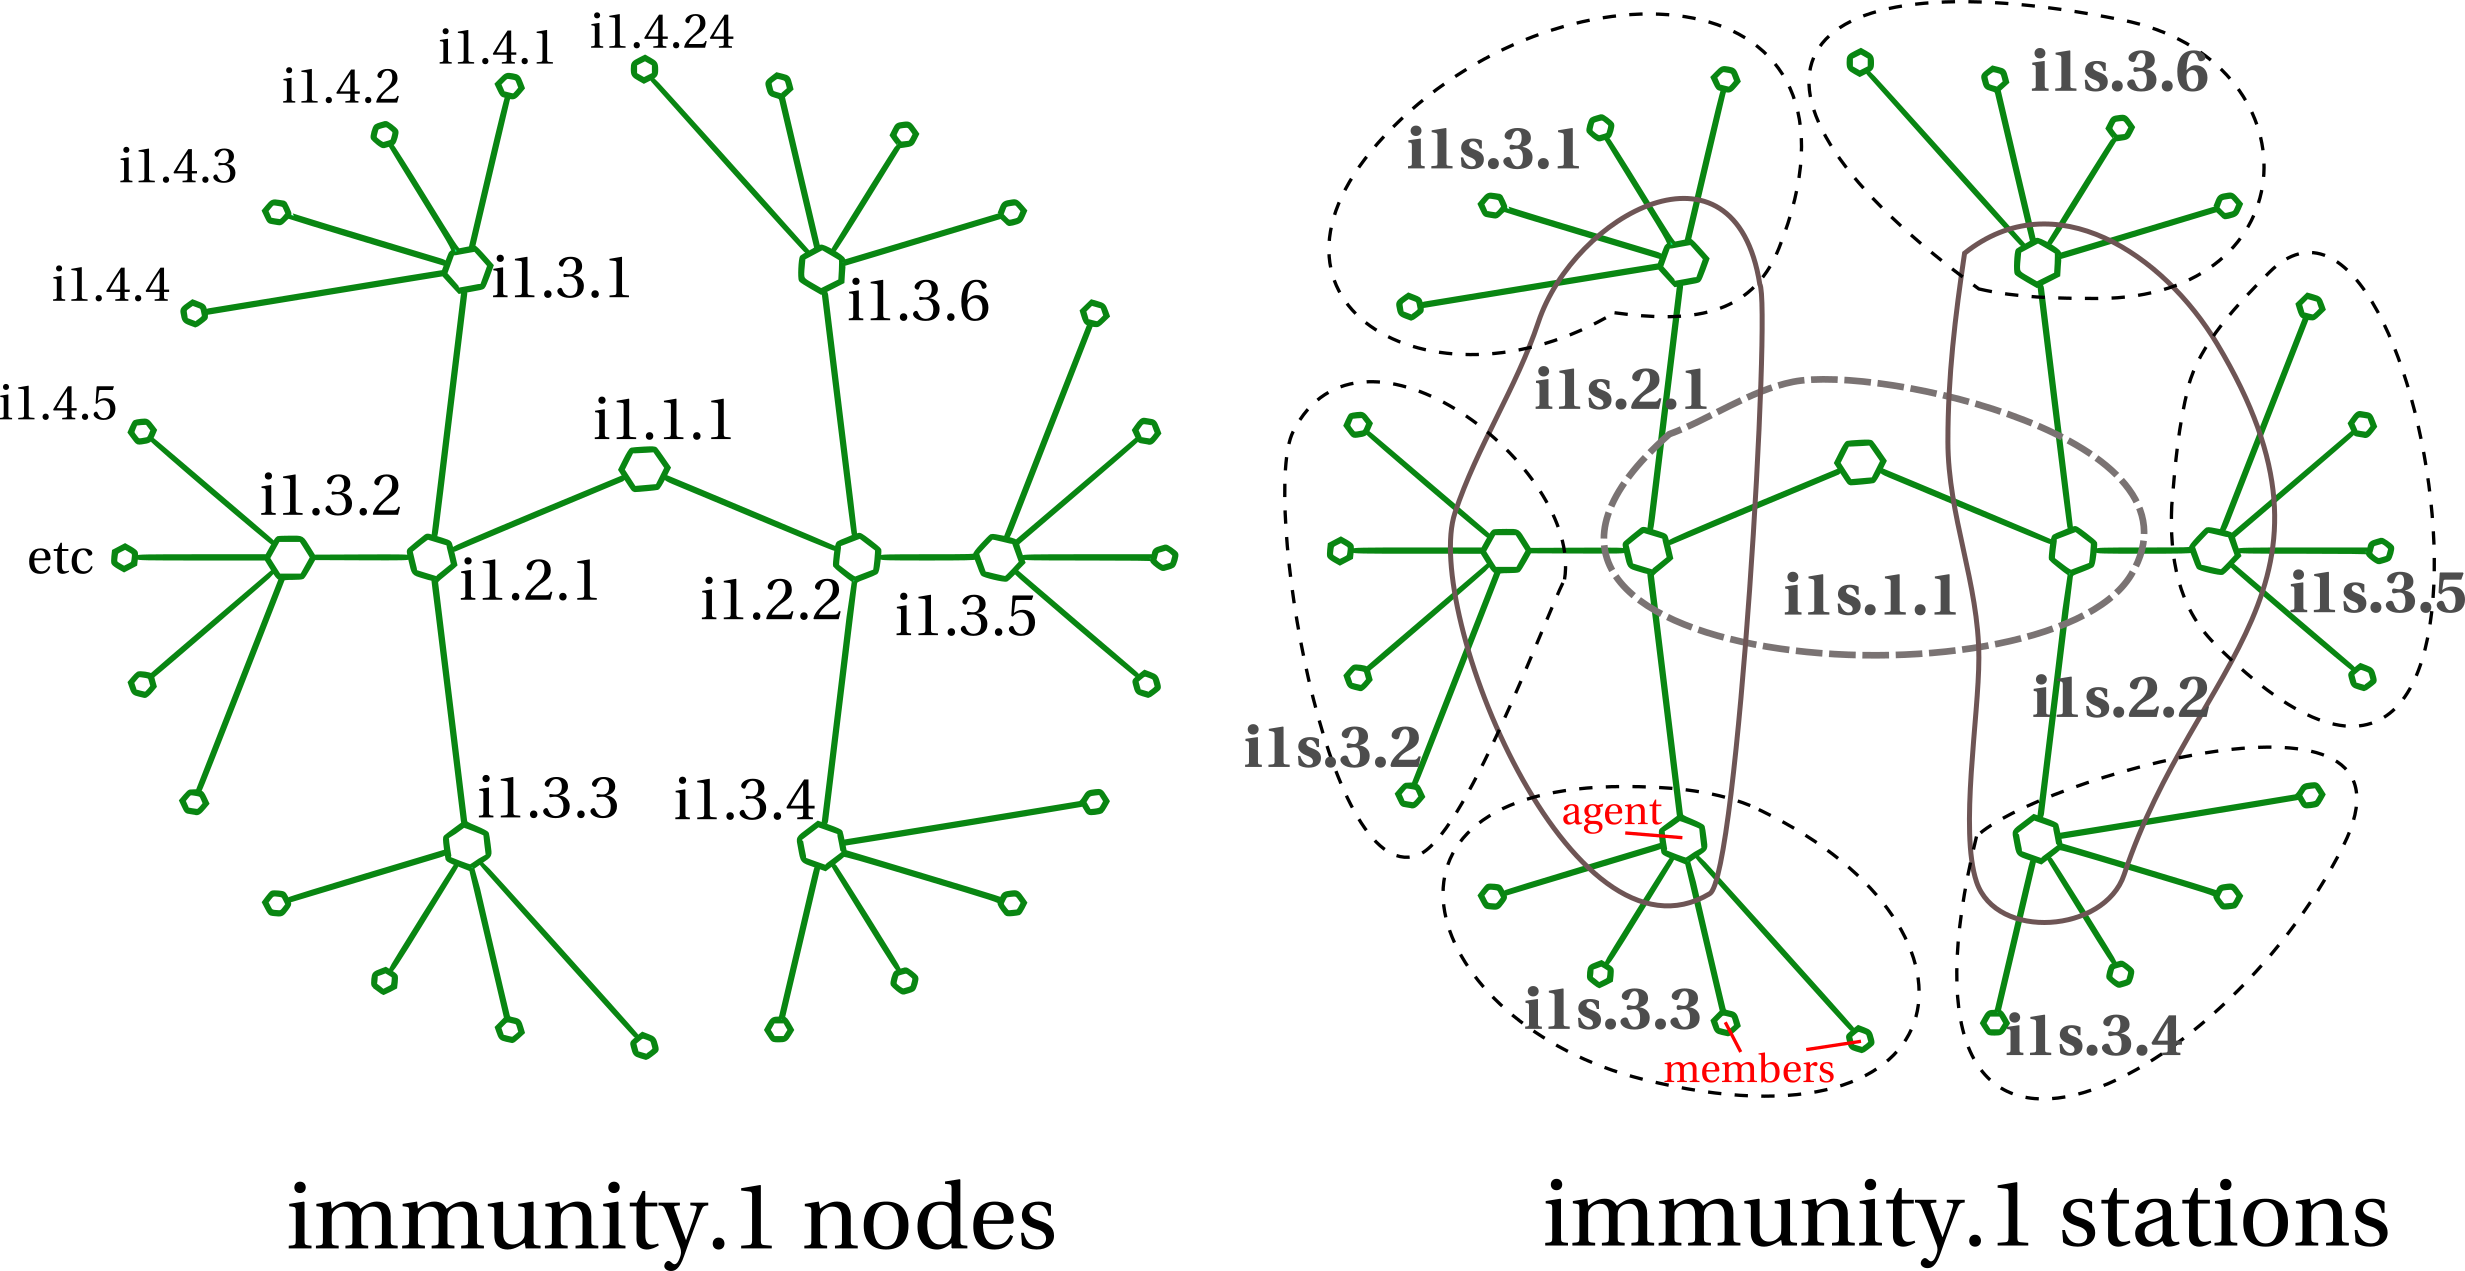 i1.4.24
i1.4.1
i1.4.2
i1.4.3
i1.4.4
i1.4.5
etc
i1.3.1
i1.3.6
i1.1.1
i1.3.2
i1.2.1
i1.2.2
i1.3.5
i1.3.3
i1.3.4
immunity.1 nodes
i1s.3.6
i1s.3.1
i1s.2.1
i1s.1.1
i1s.3.5
i1s.2.2
i1s.3.2
agent
i1s.3.3
i1s.3.4
members
immunity.1 stations